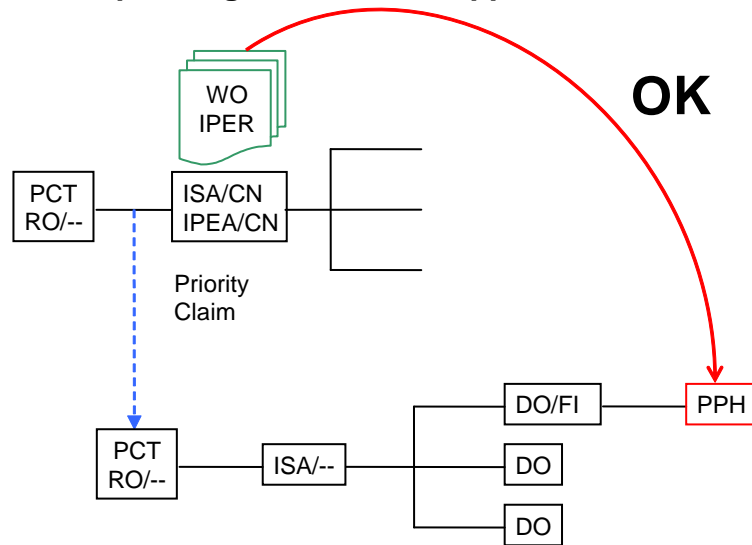 OK
WO
IPER
PCT
RO/--
ISA/CN
IPEA/CN
Priority
Claim
DO/FI
PPH
PCT
RO/--
ISA/--
DO
DO